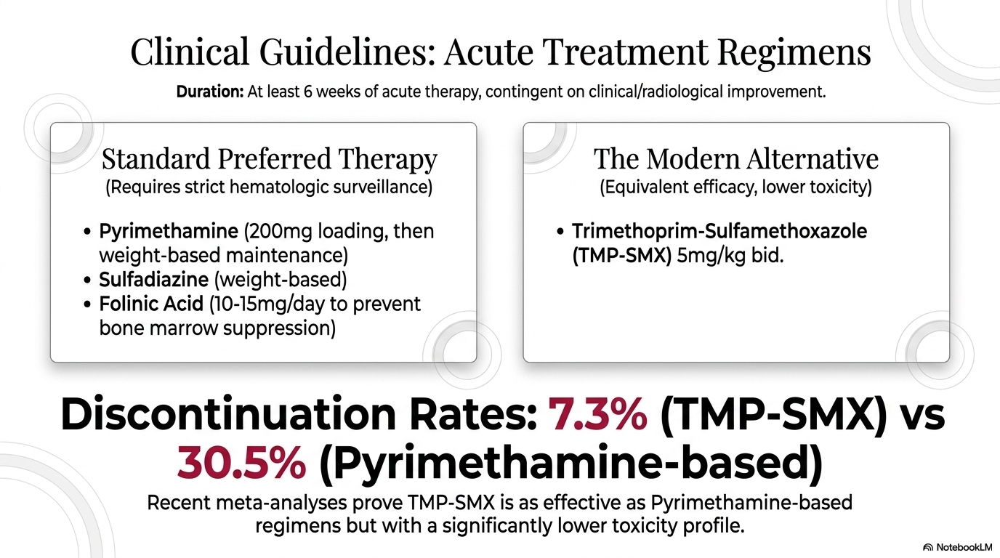 Clinical Guidelines: Acute Treatment Regimens
Duration: At least 6 weeks of acute therapy, contingent on clinical/radiological improvement.
Standard Preferred Therapy
(Requires strict hematologic surveillance)
• Pyrimethamine (200mg loading, then
weight-based maintenance)
• Sulfadiazine (weight-based)
• Folinic Acid (10-15mg/day to prevent
bone marrow suppression)
The Modern Alternative
(Equivalent efficacy, lower toxicity)
• Trimethoprim-Sulfamethoxazole
(TMP-SMX) 5mg/kg bid.
Discontinuation Rates: 7.3% (TMP-SMX) vs
30.5% (Pyrimethamine-based)
Recent meta-analyses prove TMP-SMX is as effective as Pyrimethamine-based
regimens but with a significantly lower toxicity profile.
NotebookLM